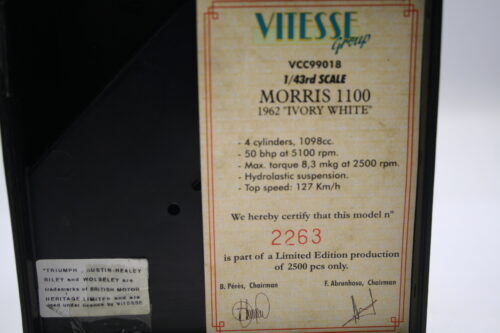 VITESSE
Group
VCC99018
1/43rd SCALE
MORRIS 1100
1962 "IVORY WHITE"
- 4 cylinders, 1098cc.
- 50 bhp at 5100 rpm.
- Max. torque 8,3 mkg at 2500 rpm.
- Hydrolastic suspension.
- Top speed: 127 Km/h
We hereby certify that this model nº
2263
is part of a Limited Edition production
of 2500 pcs only.
B. Pérès, Chairman F. Abrenhosa, Chairman
"TRIUMPH , AUSTIN HEALEY
RILEY and WOLSELEY are
trademarks of BRITISH MOTOR
HERITAGE LIMITED and are
used under licence by VITESSE